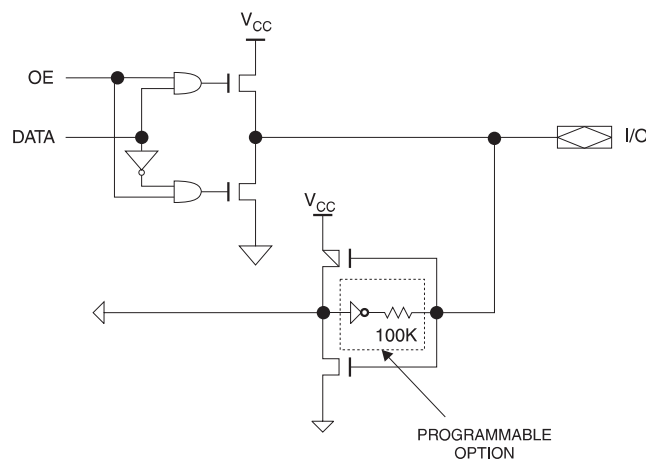 VCC
OE
DATA
I/O
VCC
100K
PROGRAMMABLE
OPTION